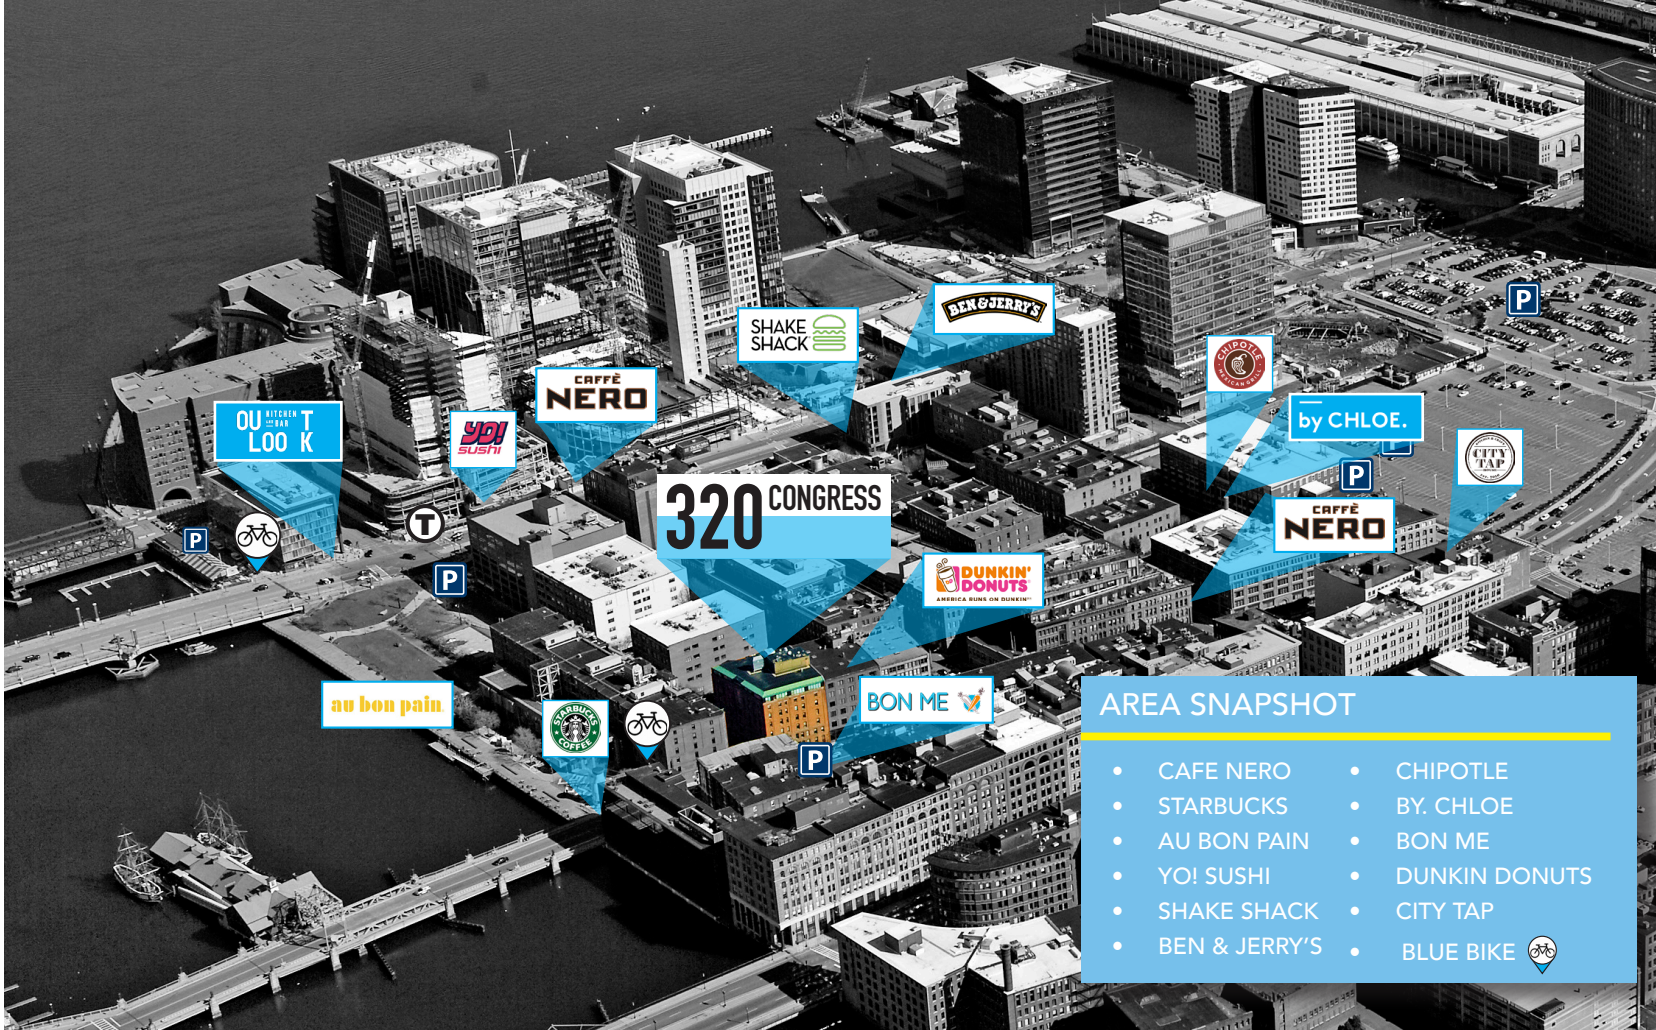 BEN & JERRY'S
SHAKE
SHACK
CHIPOTLE
MEXICAN GRILL
CAFFÈ
NERO
OU KITCHEN T
AND BAR
LOO K
by CHLOE.
YO!
sushi
CITY
TAP
P
P
320 CONGRESS
CAFFÈ
NERO
T
P
P
DUNKIN'
DONUTS
AMERICA RUNS ON DUNKIN'
au bon pain.
STARBUCKS
COFFEE
BON ME
P
AREA SNAPSHOT
• CAFE NERO
• STARBUCKS
• AU BON PAIN
• YO! SUSHI
• SHAKE SHACK
• BEN & JERRY’S
• CHIPOTLE
• BY. CHLOE
• BON ME
• DUNKIN DONUTS
• CITY TAP
• BLUE BIKE